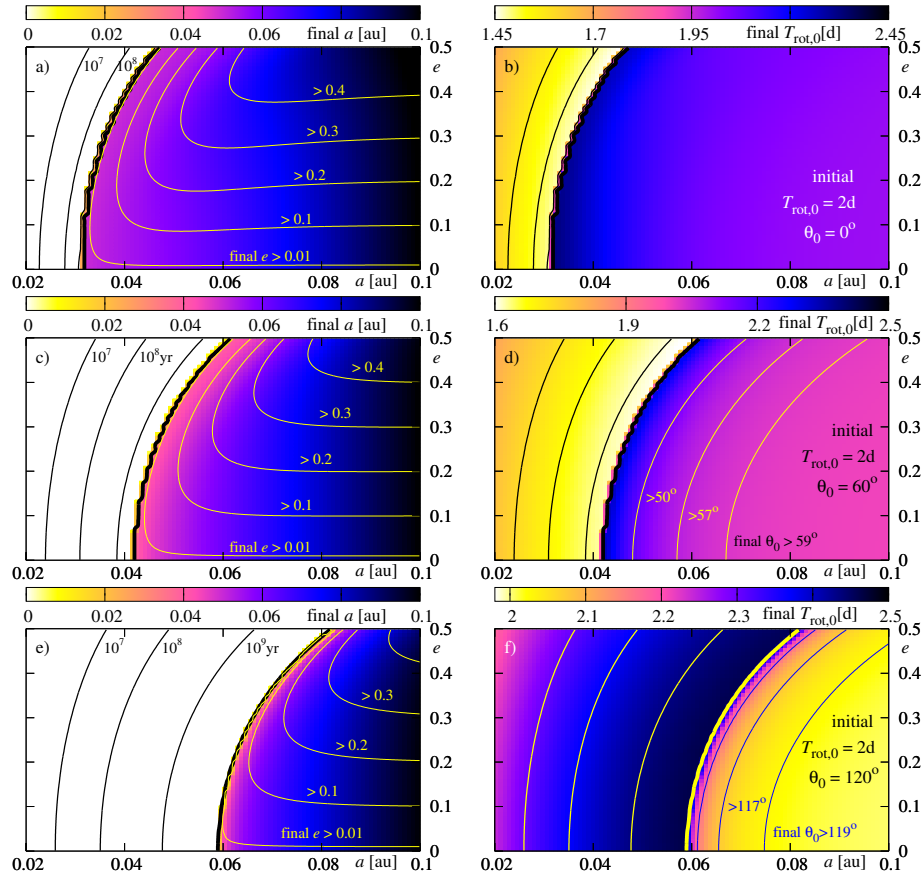 0 0.02 0.04 0.06 final a [au] 0.1
1.45 1.7 1.95 final T_rot,0 [d] 2.45
a) 10^7 10^8 0.5
e
> 0.4 0.4
> 0.3 0.3
> 0.2 0.2
> 0.1 0.1
final e > 0.01 0
0.02 0.04 0.06 a [au] 0.1
b) 0.5
e
0.4
0.3
initial
T_rot,0 = 2d 0.2
θ_0 = 0° 0.1
0
0.02 0.04 0.06 a [au] 0.1
0 0.02 0.04 0.06 final a [au] 0.1
1.6 1.9 2.2 final T_rot,0 [d] 2.5
c) 10^7 10^8yr 0.5
e
> 0.4 0.4
> 0.3 0.3
> 0.2 0.2
> 0.1 0.1
final e > 0.01 0
0.02 0.04 0.06 a [au] 0.1
d) 0.5
e
0.4
initial 0.3
T_rot,0 = 2d
θ_0 = 60° 0.2
>50° >57° 0.1
final θ_0 > 59° 0
0.02 0.04 0.06 a [au] 0.1
0 0.02 0.04 0.06 final a [au] 0.1
2 2.1 2.2 2.3 final T_rot,0 [d] 2.5
e) 10^7 10^8 10^9yr 0.5
e
0.4
> 0.3 0.3
> 0.2 0.2
> 0.1 0.1
final e > 0.01 0
0.02 0.04 0.06 0.08 a [au] 0.1
f) 0.5
e
0.4
initial 0.3
T_rot,0 = 2d
θ_0 = 120° 0.2
>117° 0.1
final θ_0>119° 0
0.02 0.04 0.06 0.08 a [au] 0.1